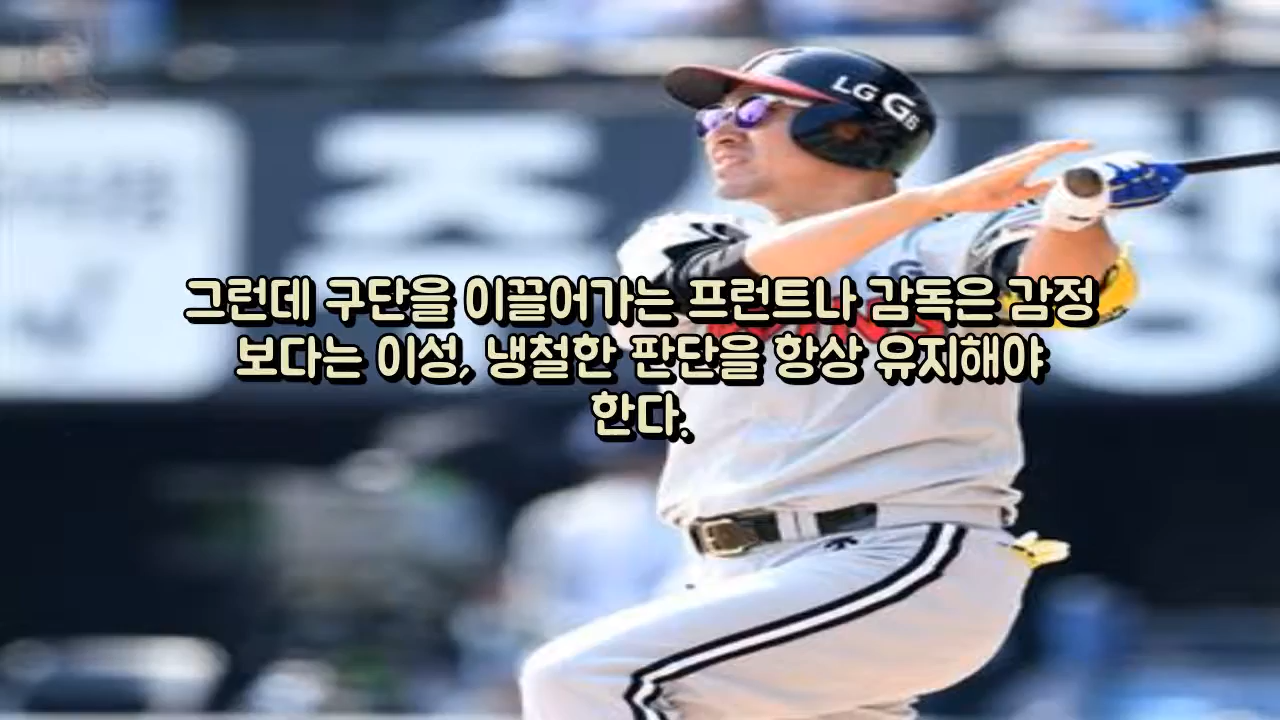 LG G6
그런데 구단을 이끌어가는 프런트나 감독은 감정
보다는 이성, 냉철한 판단을 항상 유지해야
한다.